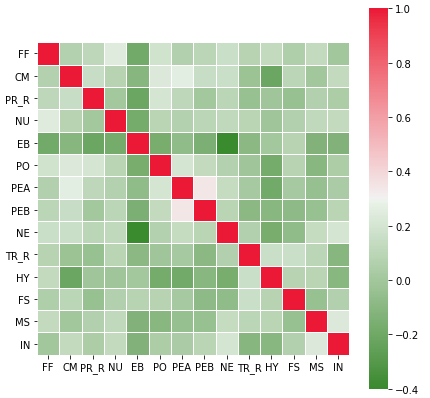 FF
CM
PR_R
NU
EB
PO
PEA
PEB
NE
TR_R
HY
FS
MS
IN
FF CM PR_R NU EB PO PEA PEB NE TR_R HY FS MS IN
1.0
0.8
0.6
0.4
0.2
0.0
−0.2
−0.4